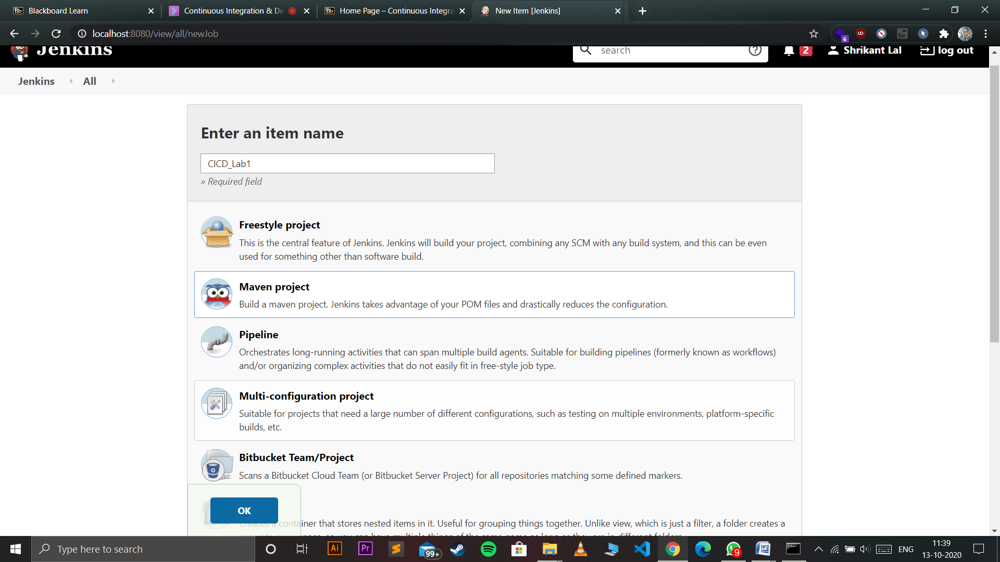 Blackboard Learn
Continuous Integration & De
Home Page – Continuous Integra
New Item [Jenkins]
localhost:8080/view/all/newJob
6
Jenkins
search
2
Shrikant Lal
log out
Jenkins
All
Enter an item name
CICD_Lab1
» Required field
Freestyle project
This is the central feature of Jenkins. Jenkins will build your project, combining any SCM with any build system, and this can be even
used for something other than software build.
Maven project
Build a maven project. Jenkins takes advantage of your POM files and drastically reduces the configuration.
Pipeline
Orchestrates long-running activities that can span multiple build agents. Suitable for building pipelines (formerly known as workflows)
and/or organizing complex activities that do not easily fit in free-style job type.
Multi-configuration project
Suitable for projects that need a large number of different configurations, such as testing on multiple environments, platform-specific
builds, etc.
Bitbucket Team/Project
Scans a Bitbucket Cloud Team (or Bitbucket Server Project) for all repositories matching some defined markers.
OK
Creates a container that stores nested items in it. Useful for grouping things together. Unlike view, which is just a filter, a folder creates a
Type here to search
Ai
Pr
99+
9
ENG
11:39
13-10-2020